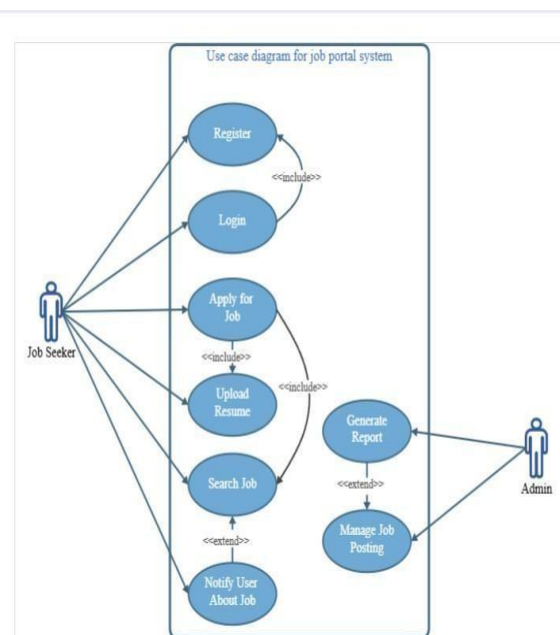 Use case diagram for job portal system
Register
<<include>>
Login
Apply for
Job
<<include>>
<<include>>
Job Seeker
Upload
Resume
Generate
Report
Search Job
<<extend>>
Admin
<<extend>>
Manage Job
Posting
Notify User
About Job